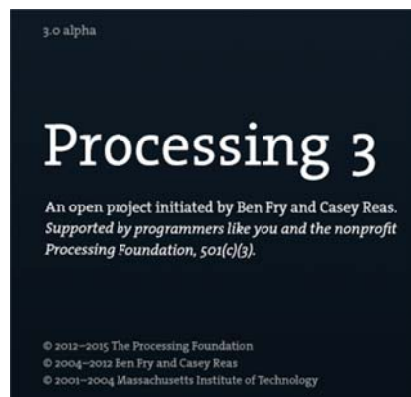 3.0 alpha
Processing 3
An open project initiated by Ben Fry and Casey Reas.
Supported by programmers like you and the nonprofit
Processing Foundation, 501(c)(3).
© 2012–2015 The Processing Foundation
© 2004–2012 Ben Fry and Casey Reas
© 2001–2004 Massachusetts Institute of Technology